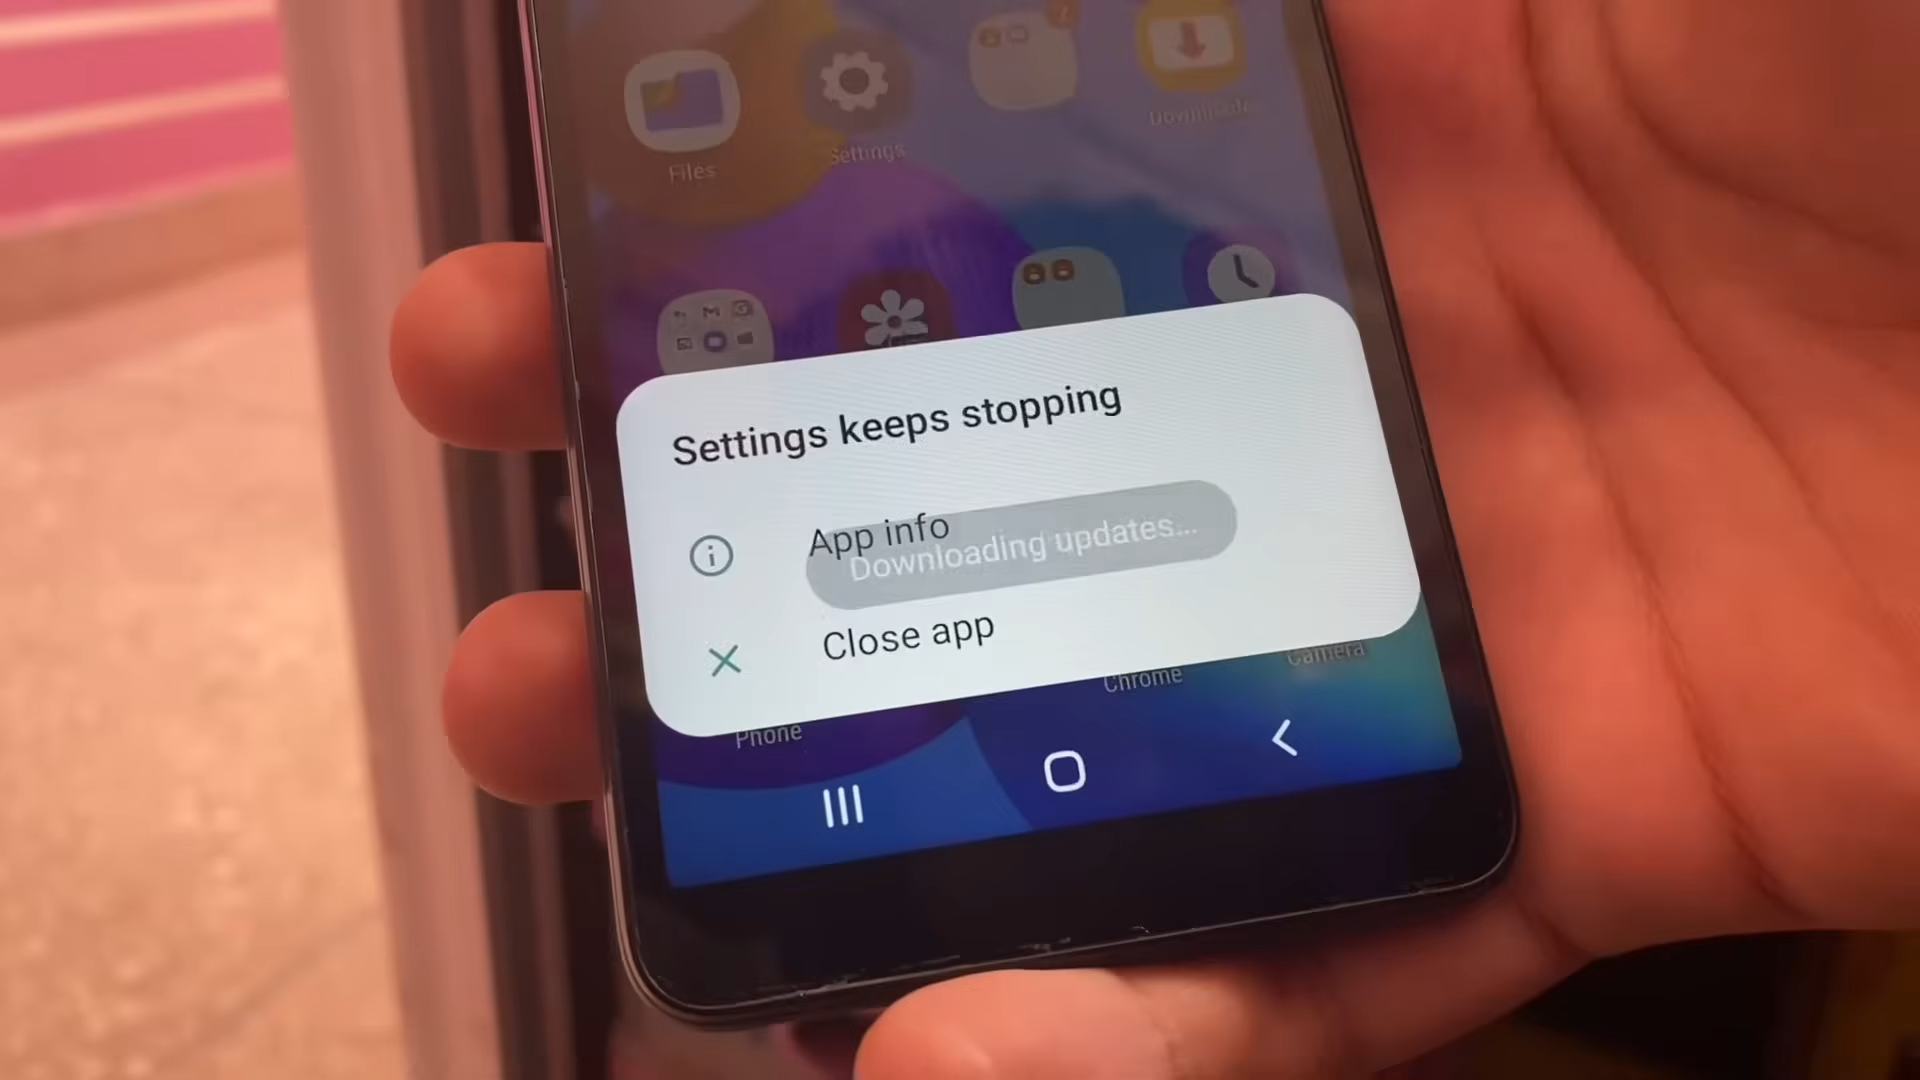 Files
Settings
Downloads
Settings keeps stopping
App info
Downloading updates...
Close app
Phone
Chrome
Camera